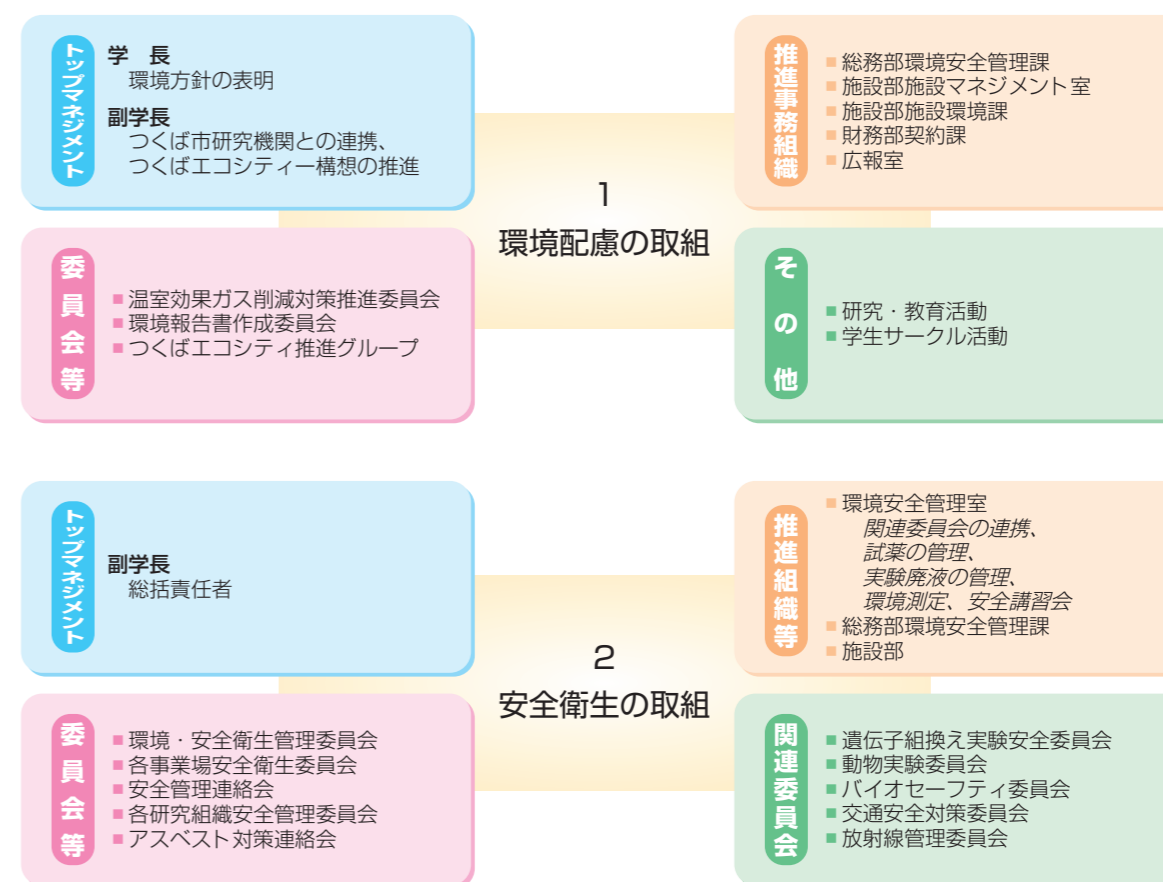 トップマネジメント
学　長
環境方針の表明
副学長
つくば市研究機関との連携、
つくばエコシティー構想の推進
推進事務組織
■総務部環境安全管理課
■施設部施設マネジメント室
■施設部施設環境課
■財務部契約課
■広報室
1
環境配慮の取組
委員会等
■温室効果ガス削減対策推進委員会
■環境報告書作成委員会
■つくばエコシティ推進グループ
その他
■研究・教育活動
■学生サークル活動
トップマネジメント
副学長
総括責任者
推進組織等
■環境安全管理室
関連委員会の連携、
試薬の管理、
実験廃液の管理、
環境測定、安全講習会
■総務部環境安全管理課
■施設部
2
安全衛生の取組
委員会等
■環境・安全衛生管理委員会
■各事業場安全衛生委員会
■安全管理連絡会
■各研究組織安全管理委員会
■アスベスト対策連絡会
関連委員会
■遺伝子組換え実験安全委員会
■動物実験委員会
■バイオセーフティ委員会
■交通安全対策委員会
■放射線管理委員会